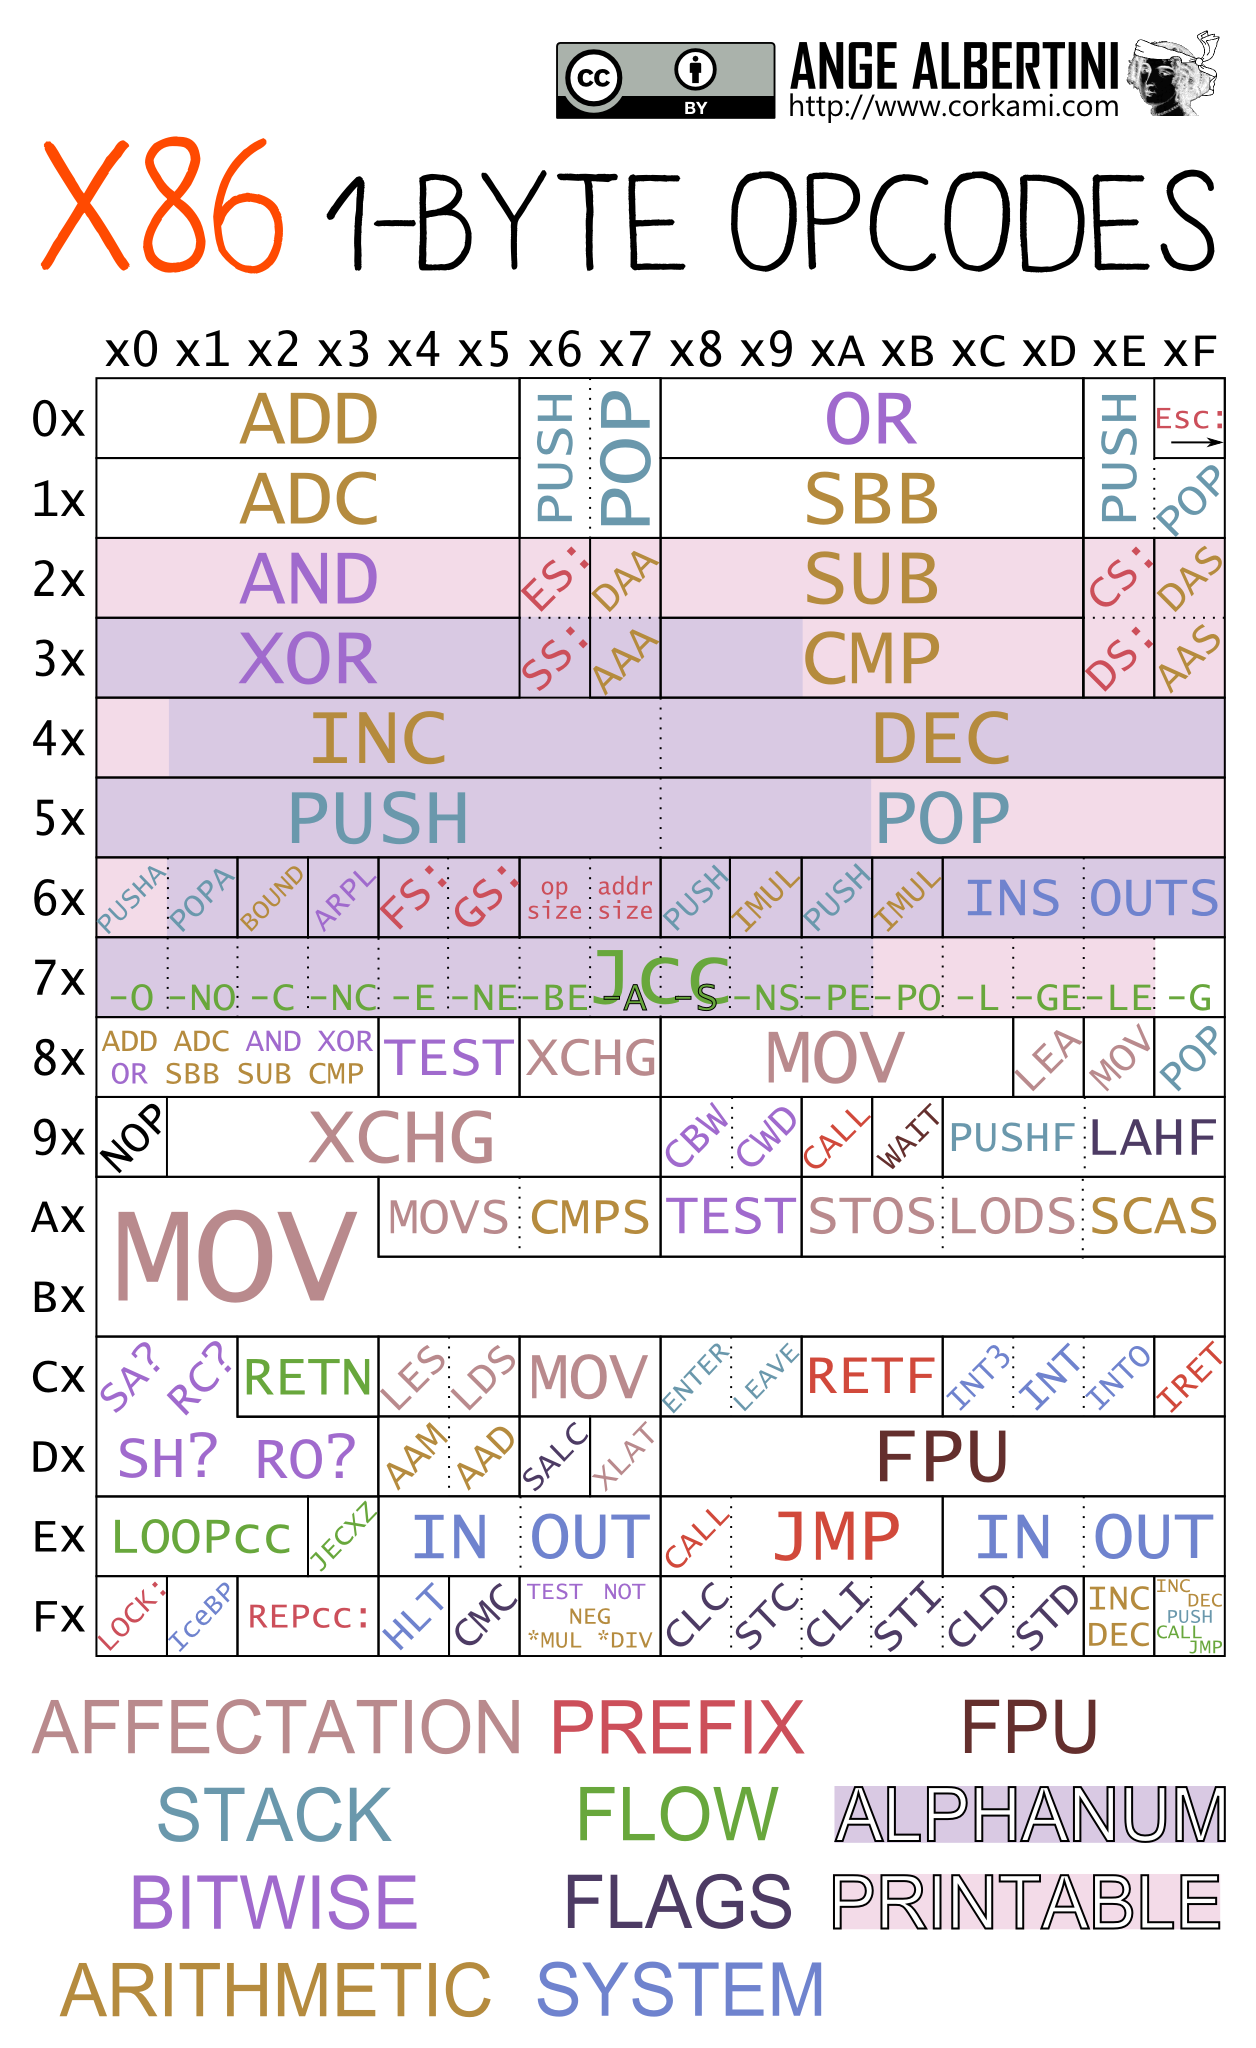 cc BY ANGE ALBERTINI
http://www.corkami.com
X86 1-BYTE OPCODES
x0 x1 x2 x3 x4 x5 x6 x7 x8 x9 xA xB xC xD xE xF
0x ADD PUSH POP OR PUSH Esc:
1x ADC SBB POP
2x AND ES: DAA SUB CS: DAS
3x XOR SS: AAA CMP DS: AAS
4x INC DEC
5x PUSH POP
6x PUSHA POPA BOUND ARPL FS: GS: op size addr size PUSH IMUL PUSH IMUL INS OUTS
7x Jcc
-O -NO -C -NC -E -NE -BE -A -S -NS -PE -PO -L -GE -LE -G
8x ADD ADC AND XOR TEST XCHG MOV LEA MOV POP
OR SBB SUB CMP
9x NOP XCHG CBW CWD CALL WAIT PUSHF LAHF
Ax MOV MOVS CMPS TEST STOS LODS SCAS
Bx
Cx SA? RC? RETN LES LDS MOV ENTER LEAVE RETF INT3 INT INTO IRET
Dx SH? RO? AAM AAD SALC XLAT FPU
Ex LOOPcc JECXZ IN OUT CALL JMP IN OUT
Fx LOCK: IceBP REPcc: HLT CMC TEST NOT NEG *MUL *DIV CLC STC CLI STI CLD STD INC DEC INC DEC PUSH CALL JMP
AFFECTATION PREFIX FPU
STACK FLOW ALPHANUM
BITWISE FLAGS PRINTABLE
ARITHMETIC SYSTEM